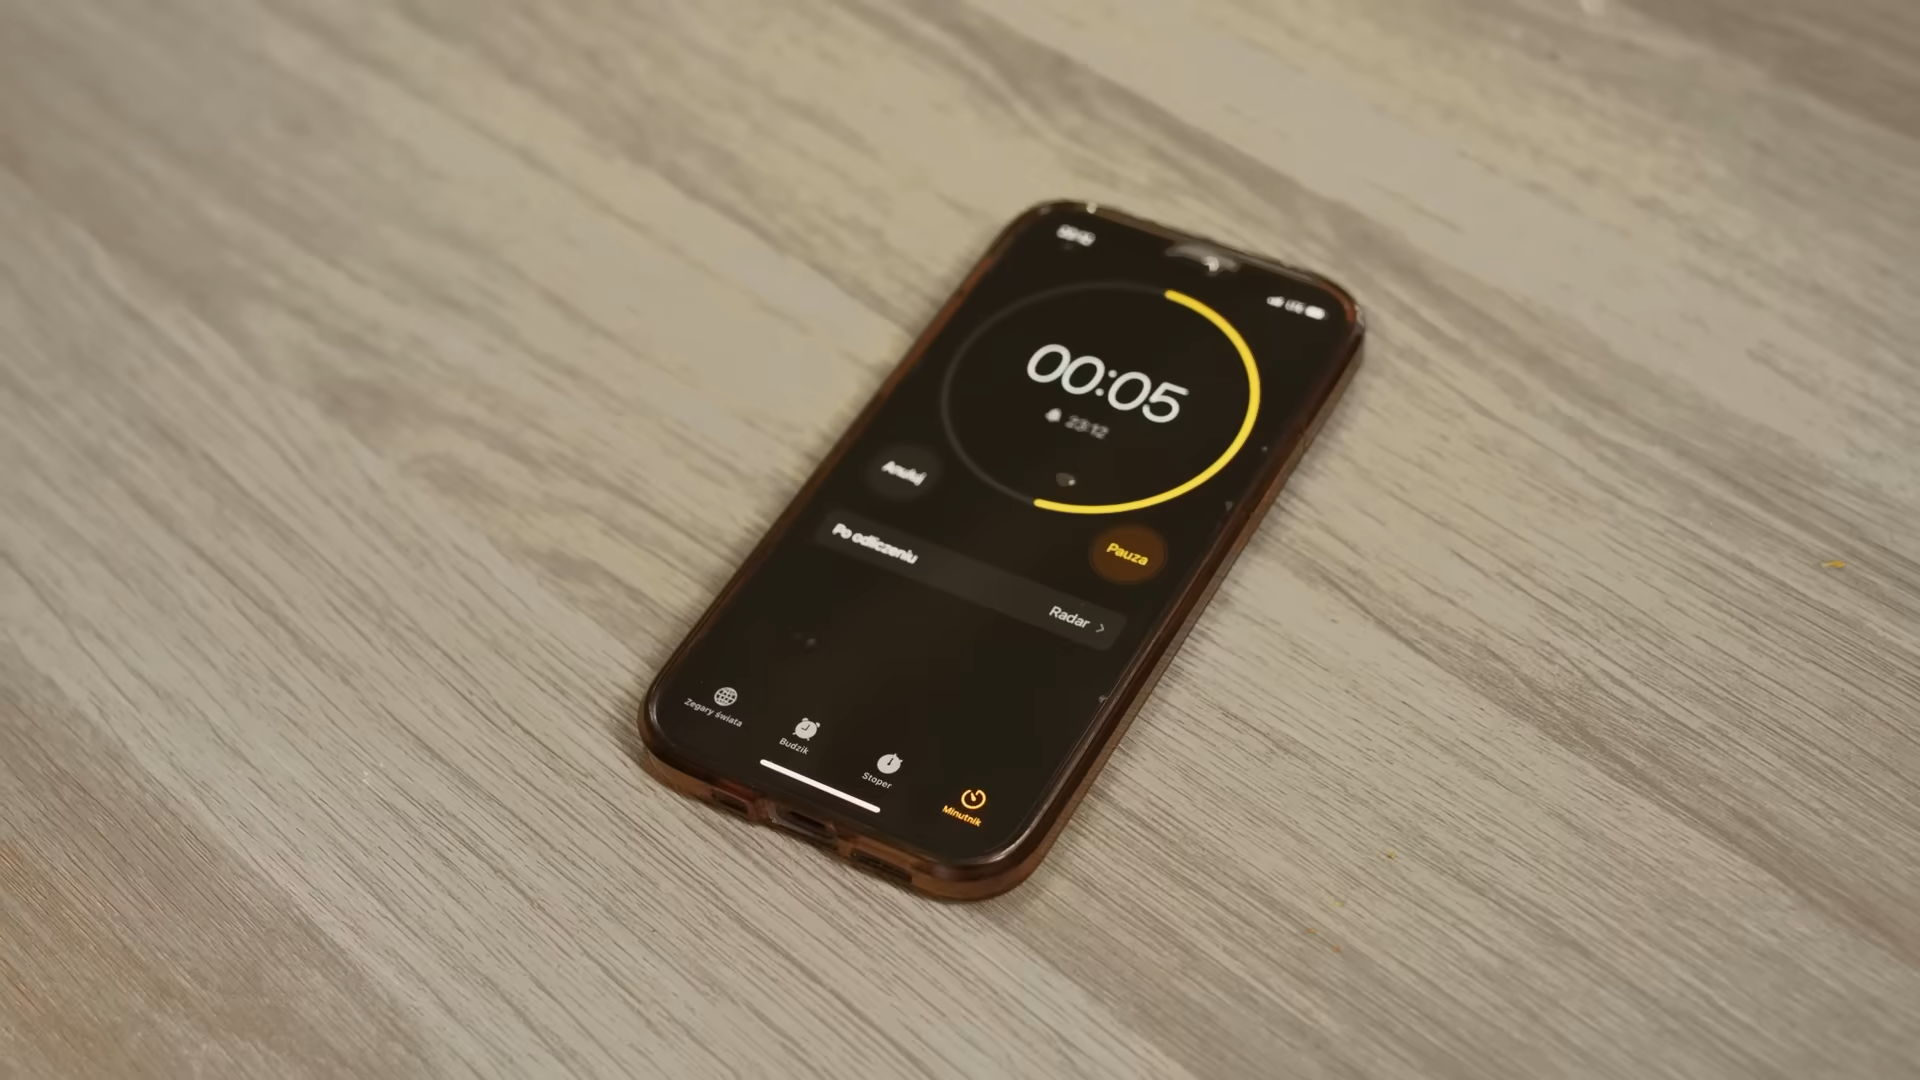 00:05
23:12
Anuluj
Pauza
Po odliczeniu
Radar
Zegary świata
Budzik
Stoper
Minutnik